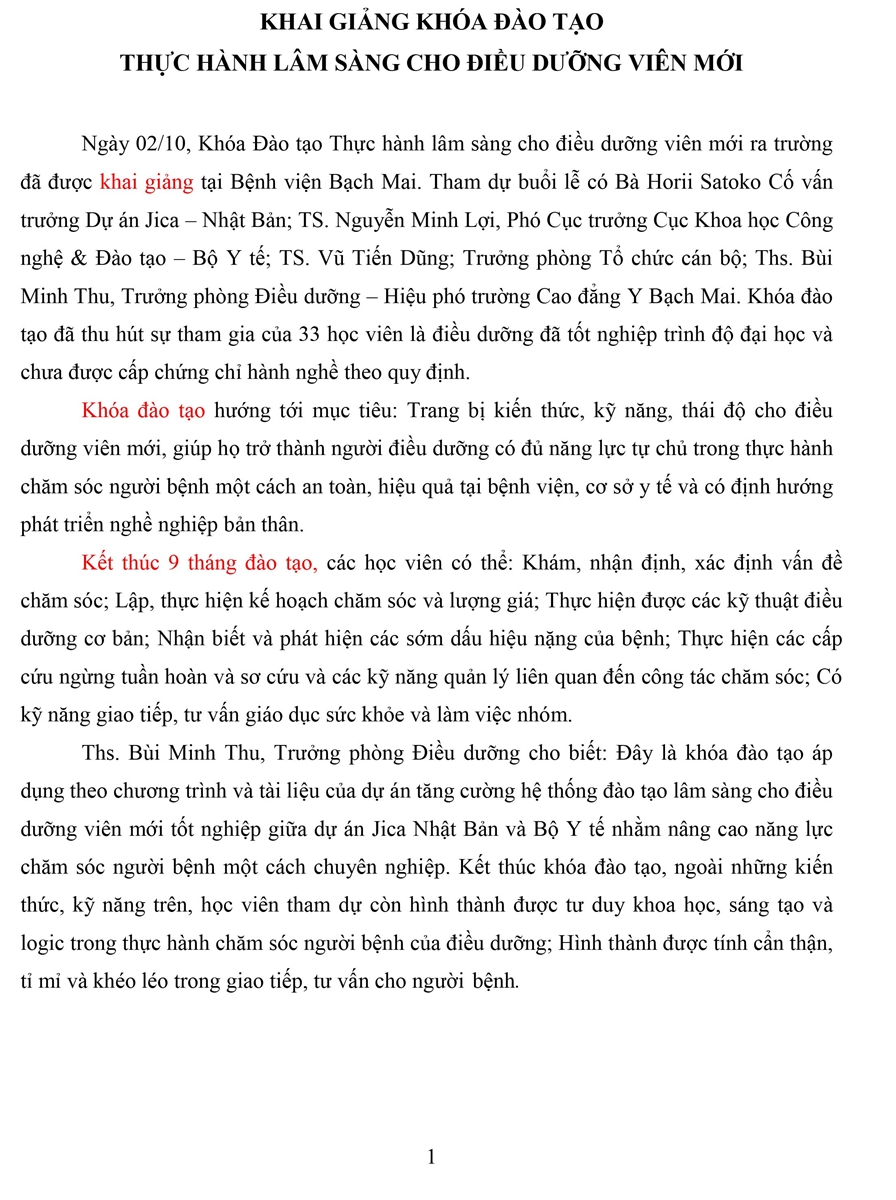 KHAI GIẢNG KHÓA ĐÀO TẠO
THỰC HÀNH LÂM SÀNG CHO ĐIỀU DƯỠNG VIÊN MỚI
Ngày 02/10, Khóa Đào tạo Thực hành lâm sàng cho điều dưỡng viên mới ra trường
đã được khai giảng tại Bệnh viện Bạch Mai. Tham dự buổi lễ có Bà Horii Satoko Cố vấn
trưởng Dự án Jica – Nhật Bản; TS. Nguyễn Minh Lợi, Phó Cục trưởng Cục Khoa học Công
nghệ & Đào tạo – Bộ Y tế; TS. Vũ Tiến Dũng; Trưởng phòng Tổ chức cán bộ; Ths. Bùi
Minh Thu, Trưởng phòng Điều dưỡng – Hiệu phó trường Cao đẳng Y Bạch Mai. Khóa đào
tạo đã thu hút sự tham gia của 33 học viên là điều dưỡng đã tốt nghiệp trình độ đại học và
chưa được cấp chứng chỉ hành nghề theo quy định.
Khóa đào tạo hướng tới mục tiêu: Trang bị kiến thức, kỹ năng, thái độ cho điều
dưỡng viên mới, giúp họ trở thành người điều dưỡng có đủ năng lực tự chủ trong thực hành
chăm sóc người bệnh một cách an toàn, hiệu quả tại bệnh viện, cơ sở y tế và có định hướng
phát triển nghề nghiệp bản thân.
Kết thúc 9 tháng đào tạo, các học viên có thể: Khám, nhận định, xác định vấn đề
chăm sóc; Lập, thực hiện kế hoạch chăm sóc và lượng giá; Thực hiện được các kỹ thuật điều
dưỡng cơ bản; Nhận biết và phát hiện các sớm dấu hiệu nặng của bệnh; Thực hiện các cấp
cứu ngừng tuần hoàn và sơ cứu và các kỹ năng quản lý liên quan đến công tác chăm sóc; Có
kỹ năng giao tiếp, tư vấn giáo dục sức khỏe và làm việc nhóm.
Ths. Bùi Minh Thu, Trưởng phòng Điều dưỡng cho biết: Đây là khóa đào tạo áp
dụng theo chương trình và tài liệu của dự án tăng cường hệ thống đào tạo lâm sàng cho điều
dưỡng viên mới tốt nghiệp giữa dự án Jica Nhật Bản và Bộ Y tế nhằm nâng cao năng lực
chăm sóc người bệnh một cách chuyên nghiệp. Kết thúc khóa đào tạo, ngoài những kiến
thức, kỹ năng trên, học viên tham dự còn hình thành được tư duy khoa học, sáng tạo và
logic trong thực hành chăm sóc người bệnh của điều dưỡng; Hình thành được tính cẩn thận,
tỉ mỉ và khéo léo trong giao tiếp, tư vấn cho người bệnh.
1